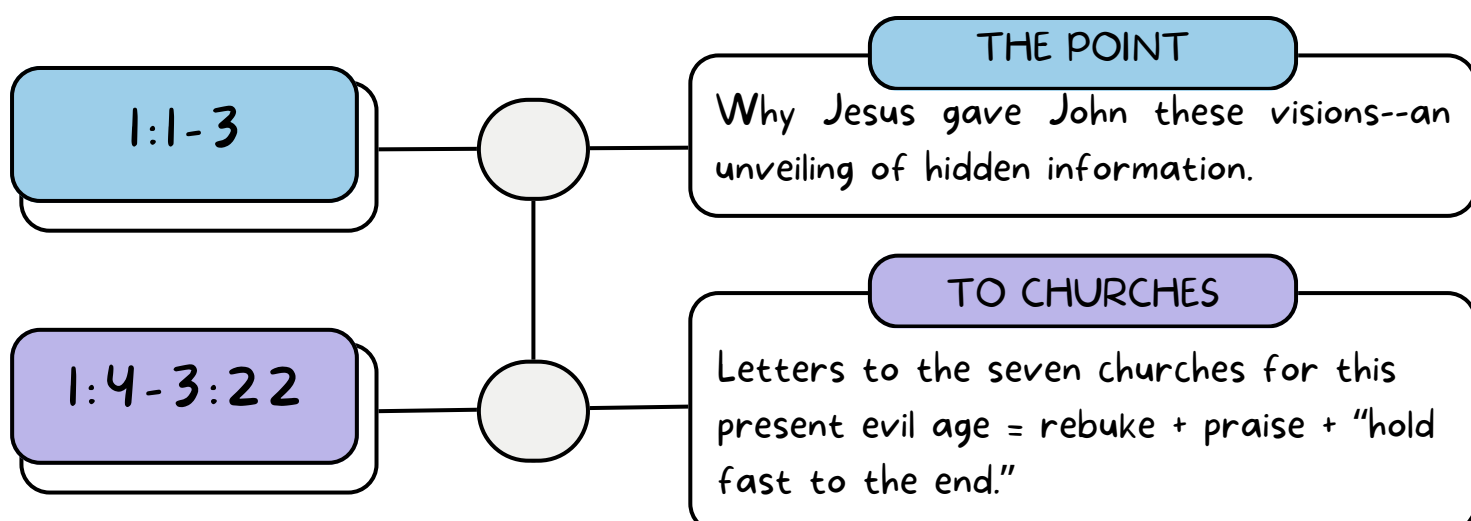 1:1-3
THE POINT
Why Jesus gave John these visions--an
unveiling of hidden information.
1:4-3:22
TO CHURCHES
Letters to the seven churches for this
present evil age = rebuke + praise + “hold
fast to the end.”